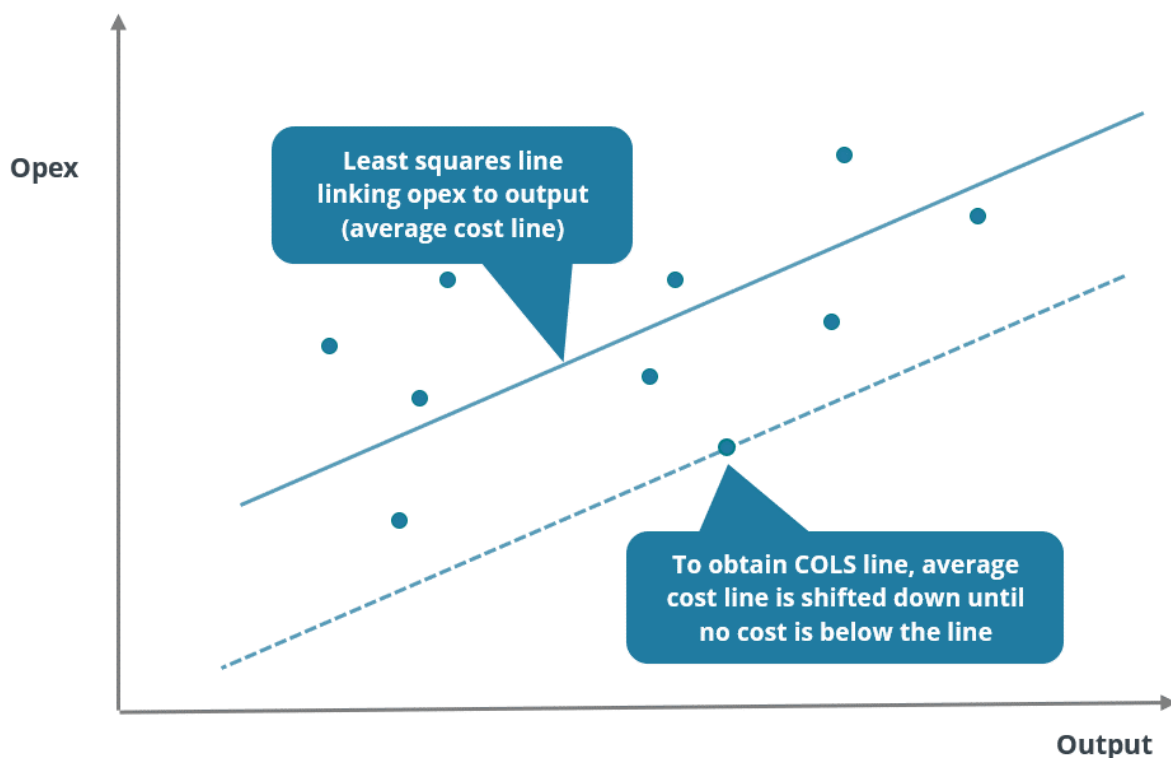 Opex
Least squares line
linking opex to output
(average cost line)
To obtain COLS line, average
cost line is shifted down until
no cost is below the line
Output